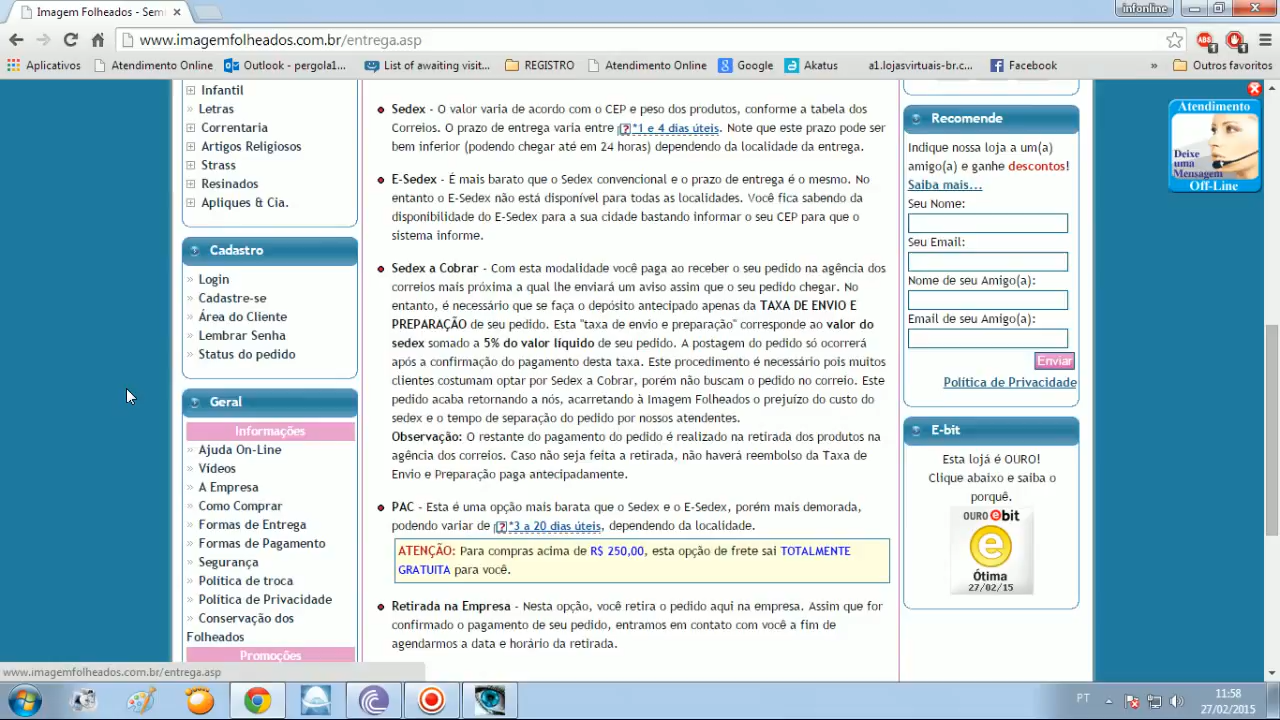 Imagem Folheados - Semi
infonline
www.imagemfolheados.com.br/entrega.asp
Aplicativos
Atendimento Online
Outlook - pergola1...
List of awaiting visit...
REGISTRO
Atendimento Online
Google
Akatus
a1.lojasvirtuais-br.c...
Facebook
»
Outros favoritos
Infantil
Letras
Correntaria
Artigos Religiosos
Strass
Resinados
Apliques & Cia.
Cadastro
Login
Cadastre-se
Área do Cliente
Lembrar Senha
Status do pedido
Geral
Informações
Ajuda On-Line
Vídeos
A Empresa
Como Comprar
Formas de Entrega
Formas de Pagamento
Segurança
Política de troca
Política de Privacidade
Conservação dos
Folheados
Promoções
Sedex - O valor varia de acordo com o CEP e peso dos produtos, conforme a tabela dos
Correios. O prazo de entrega varia entre *1 e 4 dias úteis. Note que este prazo pode ser
bem inferior (podendo chegar até em 24 horas) dependendo da localidade da entrega.
E-Sedex - É mais barata que o Sedex convencional e o prazo de entrega é o mesmo. No
entanto o E-Sedex não está disponível para todas as localidades. Você fica sabendo da
disponibilidade do E-Sedex para a sua cidade bastando informar o seu CEP para que o
sistema informe.
Sedex a Cobrar - Com esta modalidade você paga ao receber o seu pedido na agência dos
correios mais próxima a qual lhe enviará um aviso assim que o seu pedido chegar. No
entanto, é necessário que se faça o depósito antecipado apenas da TAXA DE ENVIO E
PREPARAÇÃO de seu pedido. Esta "taxa de envio e preparação" corresponde ao valor do
sedex somado a 5% do valor líquido de seu pedido. A postagem do pedido só ocorrerá
após a confirmação do pagamento desta taxa. Este procedimento é necessário pois muitos
clientes costumam optar por Sedex a Cobrar, porém não buscam o pedido no correio. Este
pedido acaba retornando a nós, acarretando à Imagem Folheados o prejuízo do custo do
sedex e o tempo de separação do pedido por nossos atendentes.
Observação: O restante do pagamento do pedido é realizado na retirada dos produtos na
agência dos correios. Caso não seja feita a retirada, não haverá reembolso da Taxa de
Envio e Preparação paga antecipadamente.
PAC - Esta é uma opção mais barata que o Sedex e o E-Sedex, porém mais demorada,
podendo variar de *3 a 20 dias úteis, dependendo da localidade.
ATENÇÃO: Para compras acima de R$ 250,00, esta opção de frete sai TOTALMENTE
GRATUITA para você.
Retirada na Empresa - Nesta opção, você retira o pedido aqui na empresa. Assim que for
confirmado o pagamento de seu pedido, entramos em contato com você a fim de
agendarmos a data e horário da retirada.
Recomende
Indique nossa loja a um(a)
amigo(a) e ganhe descontos!
Saiba mais...
Seu Nome:
Seu Email:
Nome de seu Amigo(a):
Email de seu Amigo(a):
Enviar
Política de Privacidade
E-bit
Esta loja é OURO!
Clique abaixo e saiba o
porquê.
OURO ebit
e
Ótima
27/02/15
Atendimento
Deixe
uma
Mensagem
Off-Line
www.imagemfolheados.com.br/entrega.asp
PT
11:58
27/02/2015